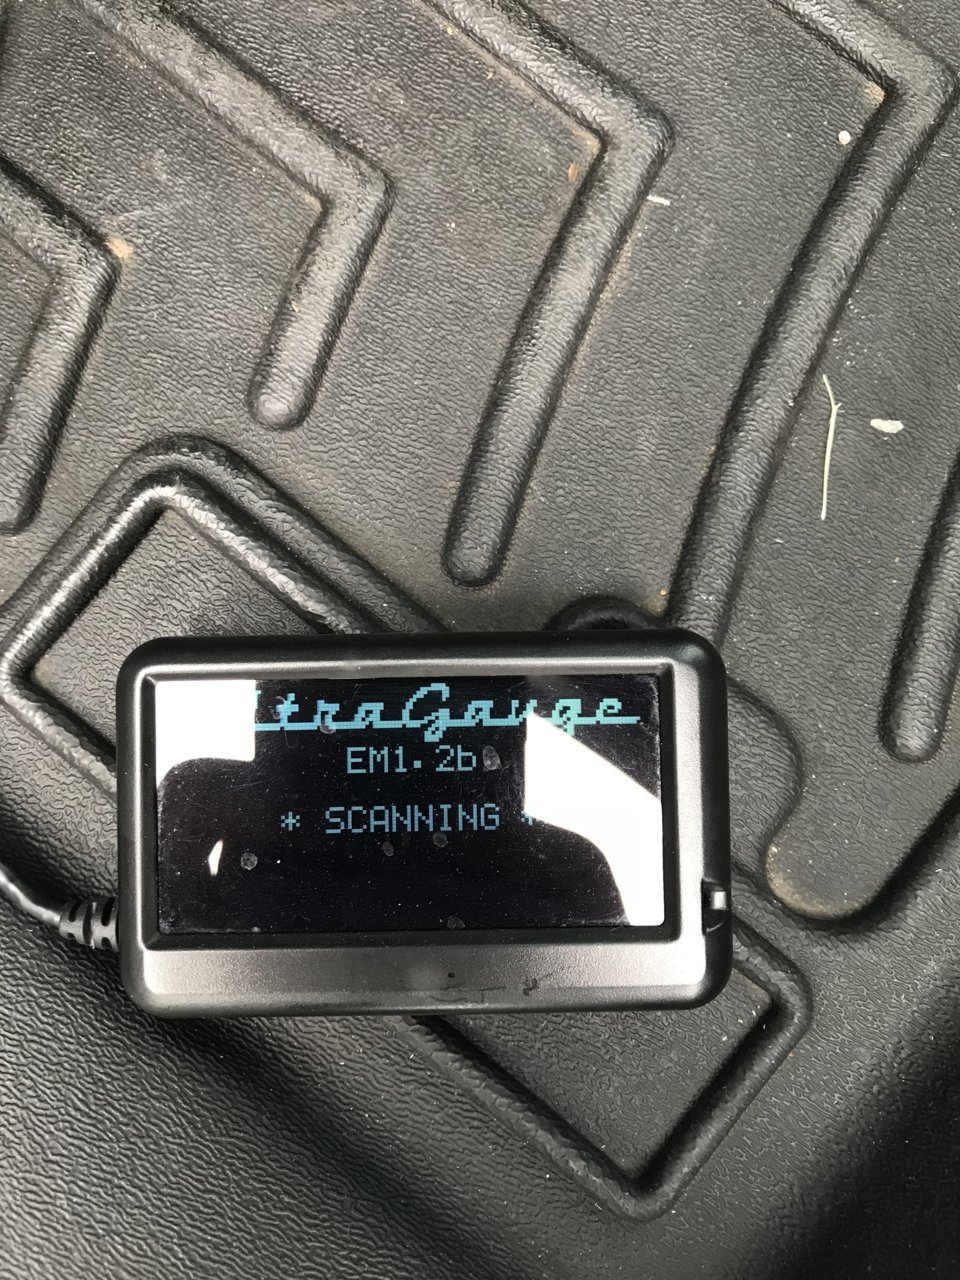 ltraGauge
EM1.2b
* SCANNING *